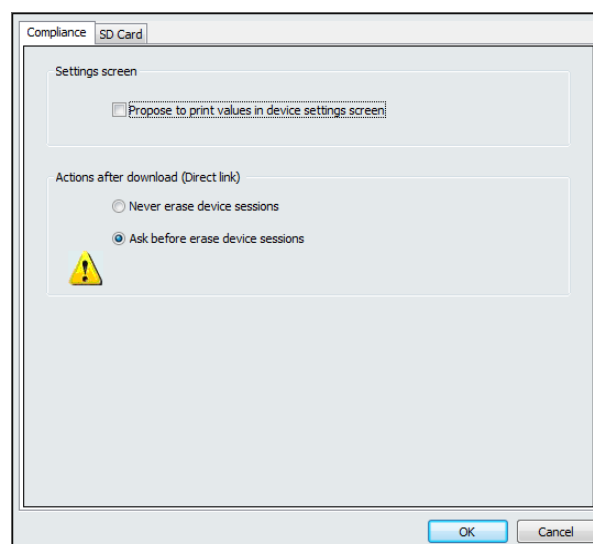 Compliance
SD Card
Settings screen
Propose to print values in device settings screen
Actions after download (Direct link)
Never erase device sessions
Ask before erase device sessions
OK
Cancel